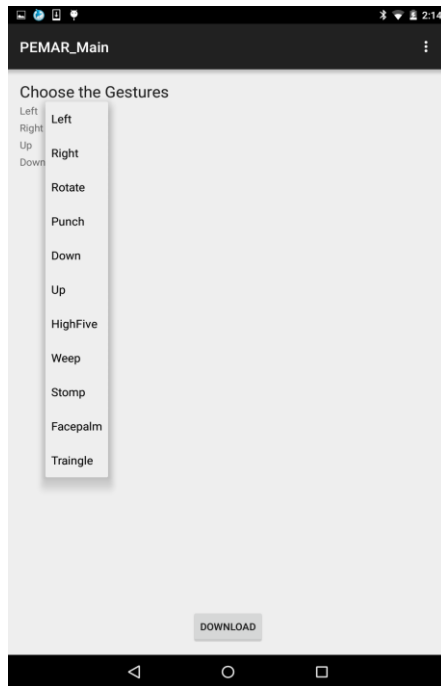 2:14
PEMAR_Main
Choose the Gestures
Left
Right
Up
Down
Left
Right
Rotate
Punch
Down
Up
HighFive
Weep
Stomp
Facepalm
Traingle
DOWNLOAD